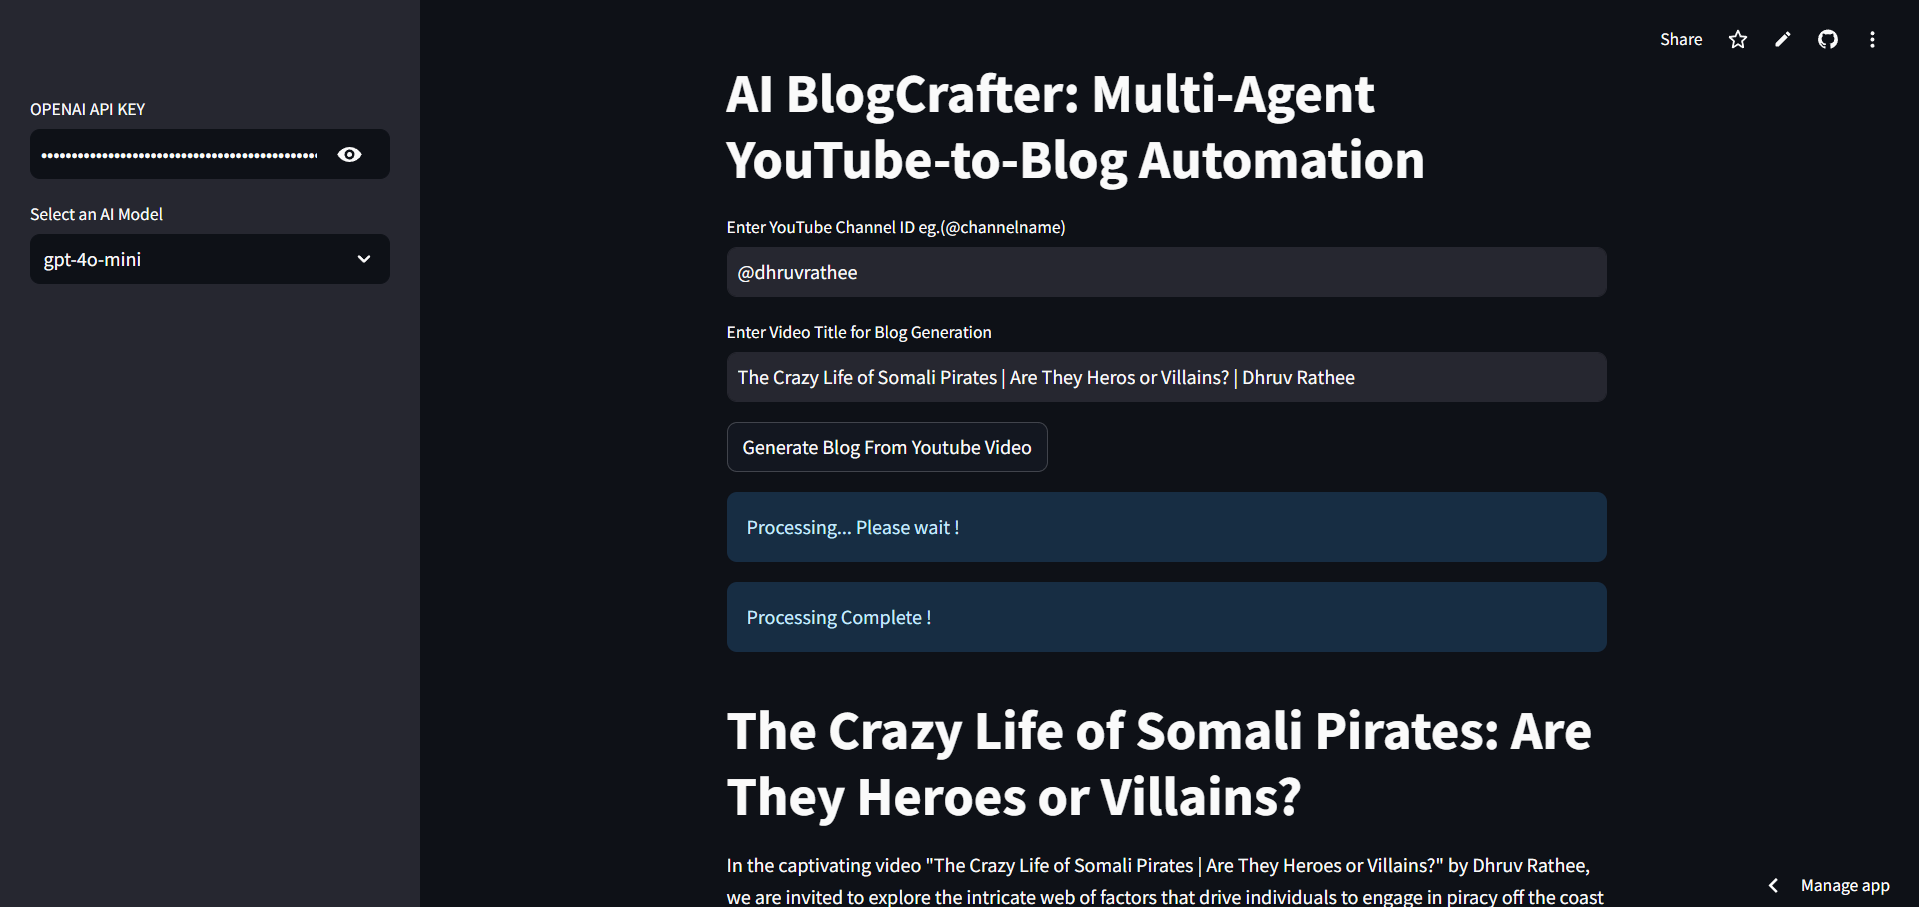 Share
OPENAI API KEY
Select an AI Model
gpt-4o-mini
AI BlogCrafter: Multi-Agent
YouTube-to-Blog Automation
Enter YouTube Channel ID eg.(@channelname)
@dhruvrathee
Enter Video Title for Blog Generation
The Crazy Life of Somali Pirates | Are They Heros or Villains? | Dhruv Rathee
Generate Blog From Youtube Video
Processing... Please wait !
Processing Complete !
The Crazy Life of Somali Pirates: Are
They Heroes or Villains?
In the captivating video "The Crazy Life of Somali Pirates | Are They Heroes or Villains?" by Dhruv Rathee,
we are invited to explore the intricate web of factors that drive individuals to engage in piracy off the coast
Manage app